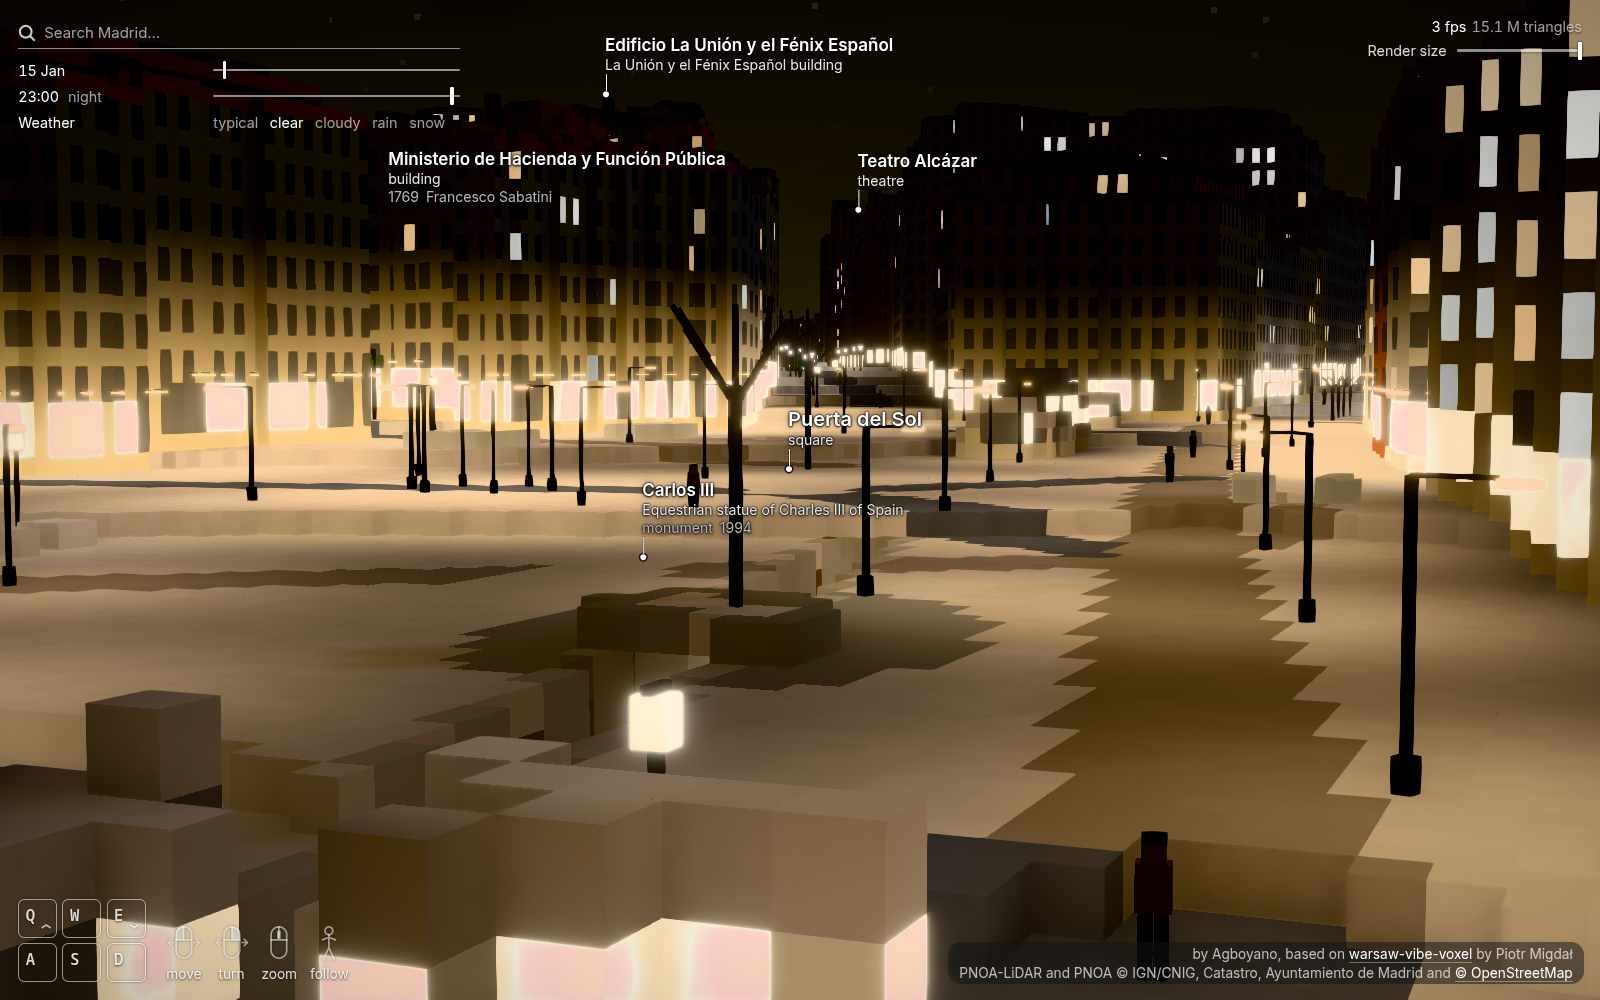 Search Madrid...
15 Jan
23:00 night
Weather typical clear cloudy rain snow
3 fps 15.1 M triangles
Render size
Edificio La Unión y el Fénix Español
La Unión y el Fénix Español building
Ministerio de Hacienda y Función Pública
building
1769 Francesco Sabatini
Teatro Alcázar
theatre
Puerta del Sol
square
Carlos III
Equestrian statue of Charles III of Spain
monument 1994
Q W E
A S D
move turn zoom follow
by Agboyano, based on warsaw-vibe-voxel by Piotr Migdał
PNOA-LiDAR and PNOA © IGN/CNIG, Catastro, Ayuntamiento de Madrid and © OpenStreetMap